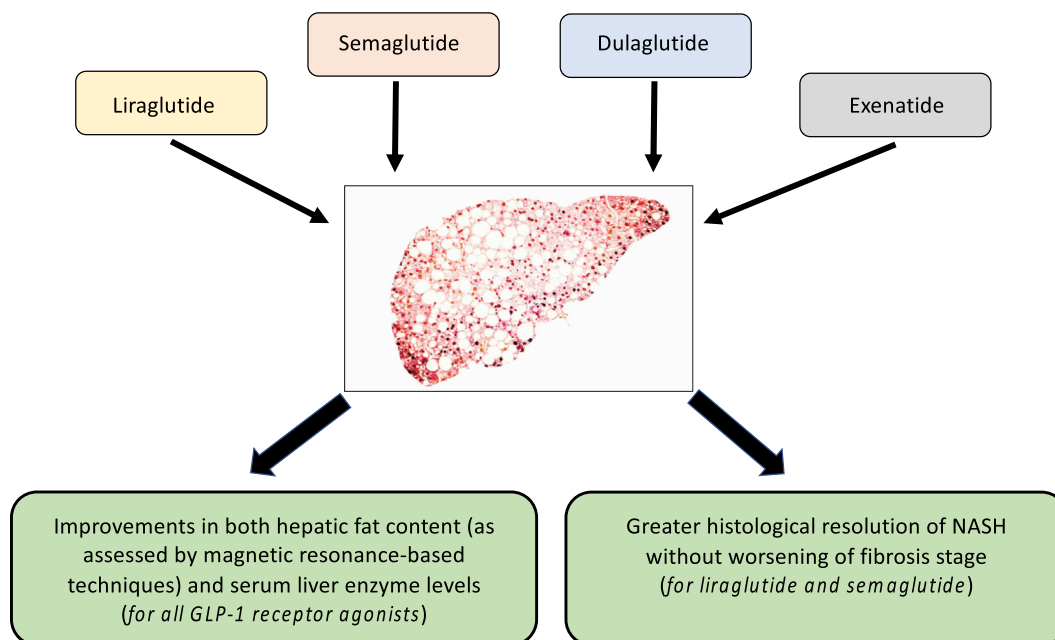 Semaglutide
Dulaglutide
Liraglutide
Exenatide
Improvements in both hepatic fat content (as
assessed by magnetic resonance-based
techniques) and serum liver enzyme levels
(for all GLP-1 receptor agonists)
Greater histological resolution of NASH
without worsening of fibrosis stage
(for liraglutide and semaglutide)